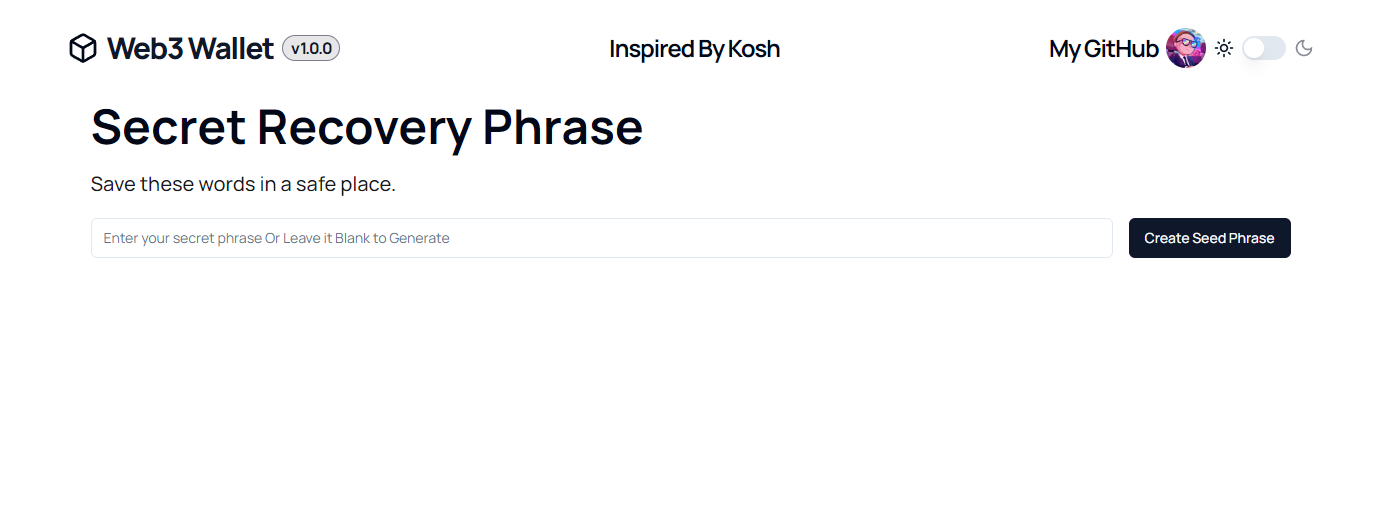 Web3 Wallet v1.0.0 Inspired By Kosh My GitHub
Secret Recovery Phrase
Save these words in a safe place.
Enter your secret phrase Or Leave it Blank to Generate Create Seed Phrase